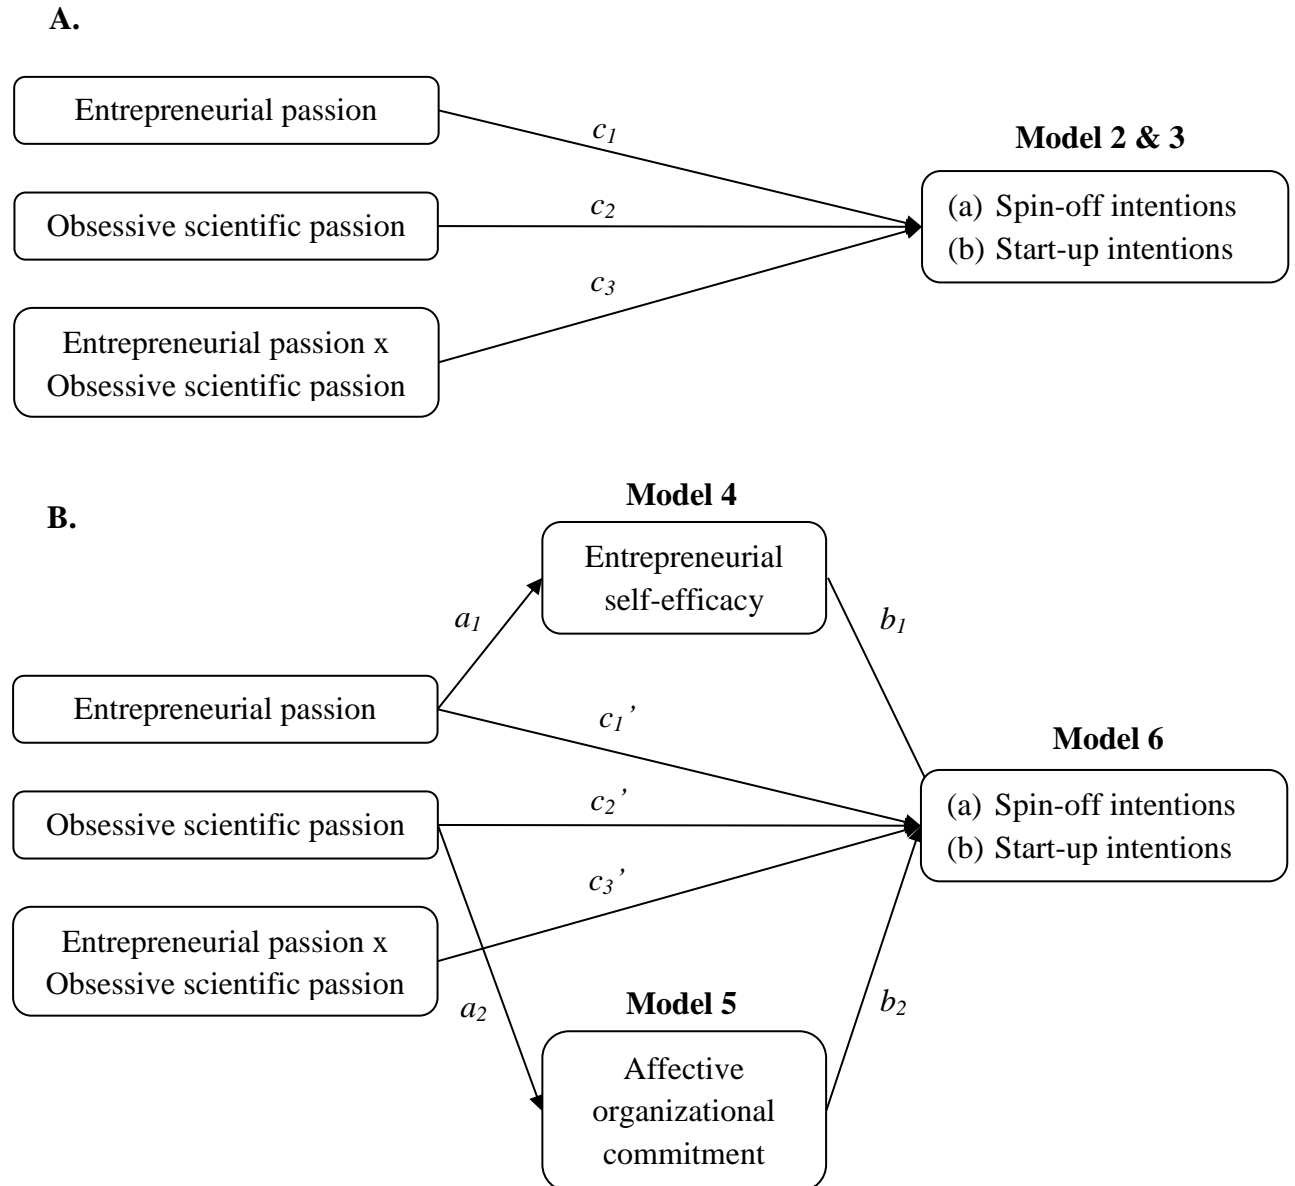 A.
Entrepreneurial passion
c1
Model 2 & 3
Obsessive scientific passion
c2
(a) Spin-off intentions
(b) Start-up intentions
c3
Entrepreneurial passion x
Obsessive scientific passion
B.
Model 4
Entrepreneurial
self-efficacy
a1
b1
Entrepreneurial passion
c1’
Model 6
Obsessive scientific passion
c2’
(a) Spin-off intentions
(b) Start-up intentions
c3’
Entrepreneurial passion x
Obsessive scientific passion
a2
Model 5
b2
Affective
organizational
commitment